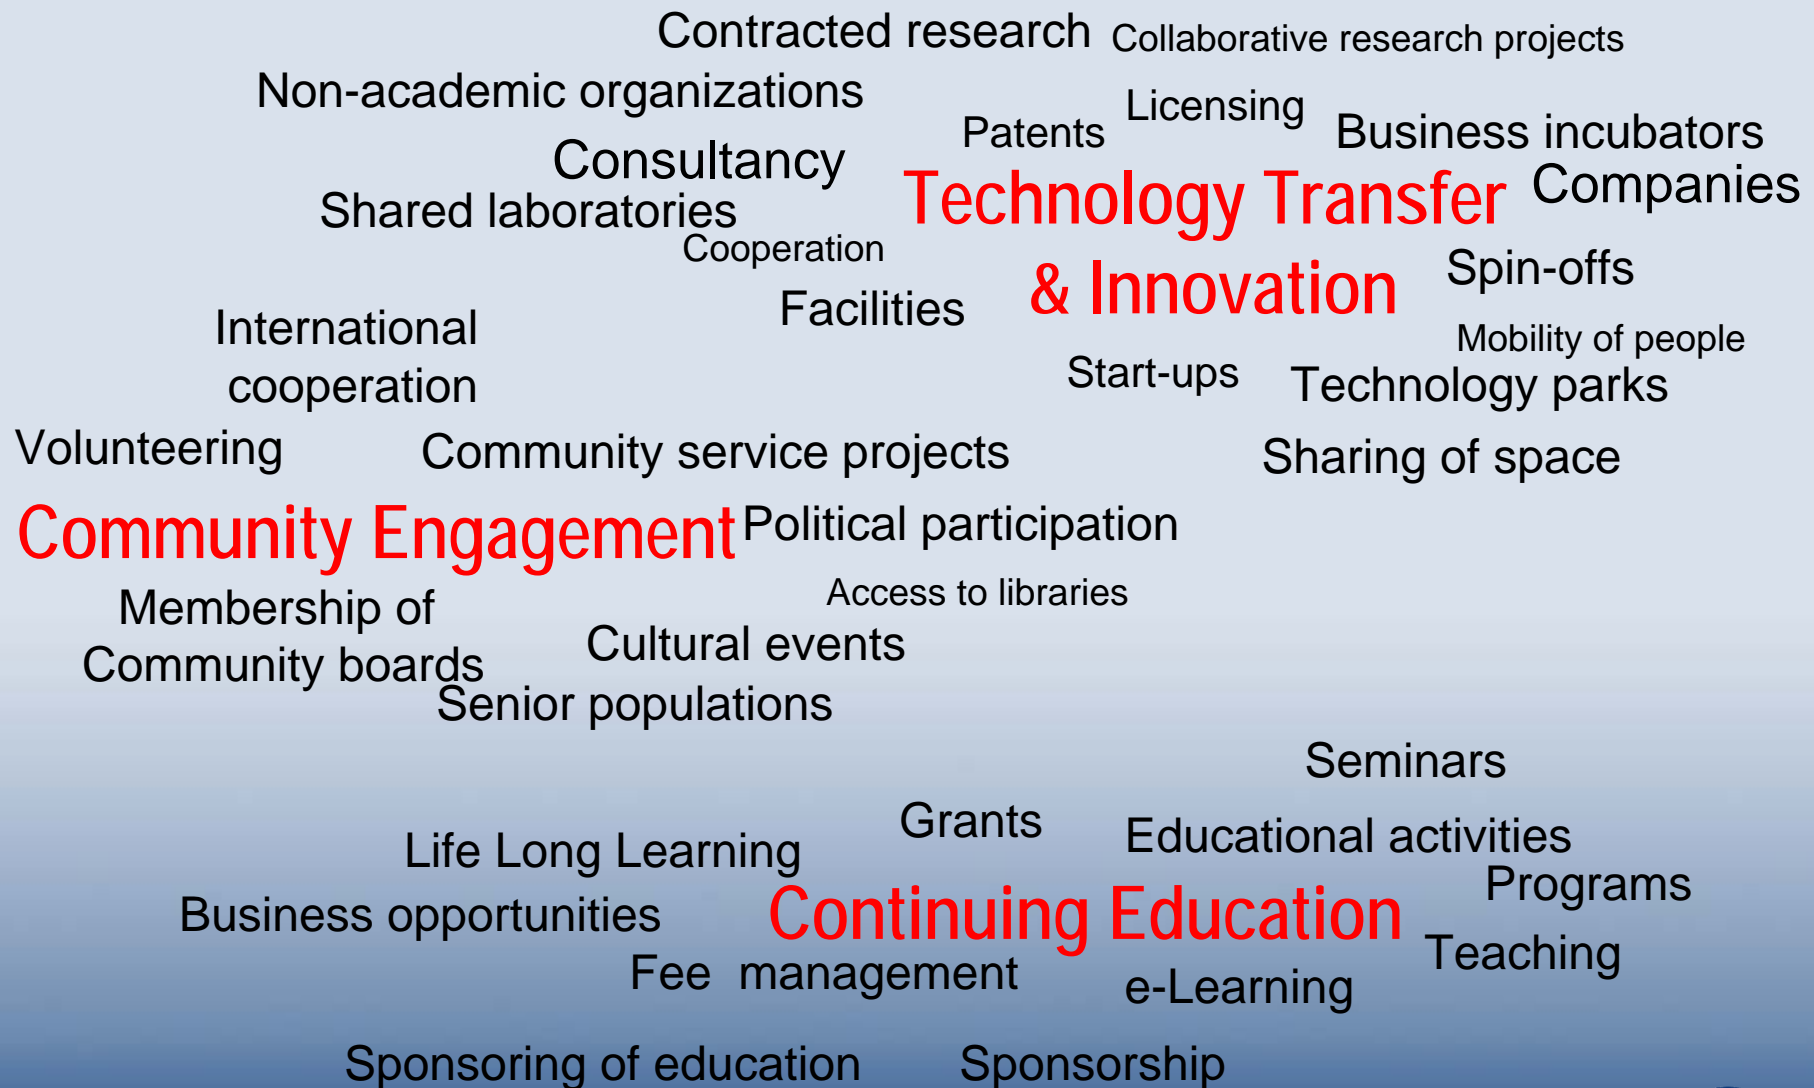 Contracted research
Collaborative research projects
Non-academic organizations
Licensing
Patents
Business incubators
Consultancy
Technology Transfer
Companies
Shared laboratories
Cooperation
& Innovation
Spin-offs
Facilities
International
cooperation
Mobility of people
Start-ups
Technology parks
Volunteering
Community service projects
Sharing of space
Community Engagement
Political participation
Access to libraries
Membership of
Community boards
Cultural events
Senior populations
Seminars
Grants
Educational activities
Life Long Learning
Programs
Business opportunities
Continuing Education
Teaching
Fee  management
e-Learning
Sponsoring of education
Sponsorship